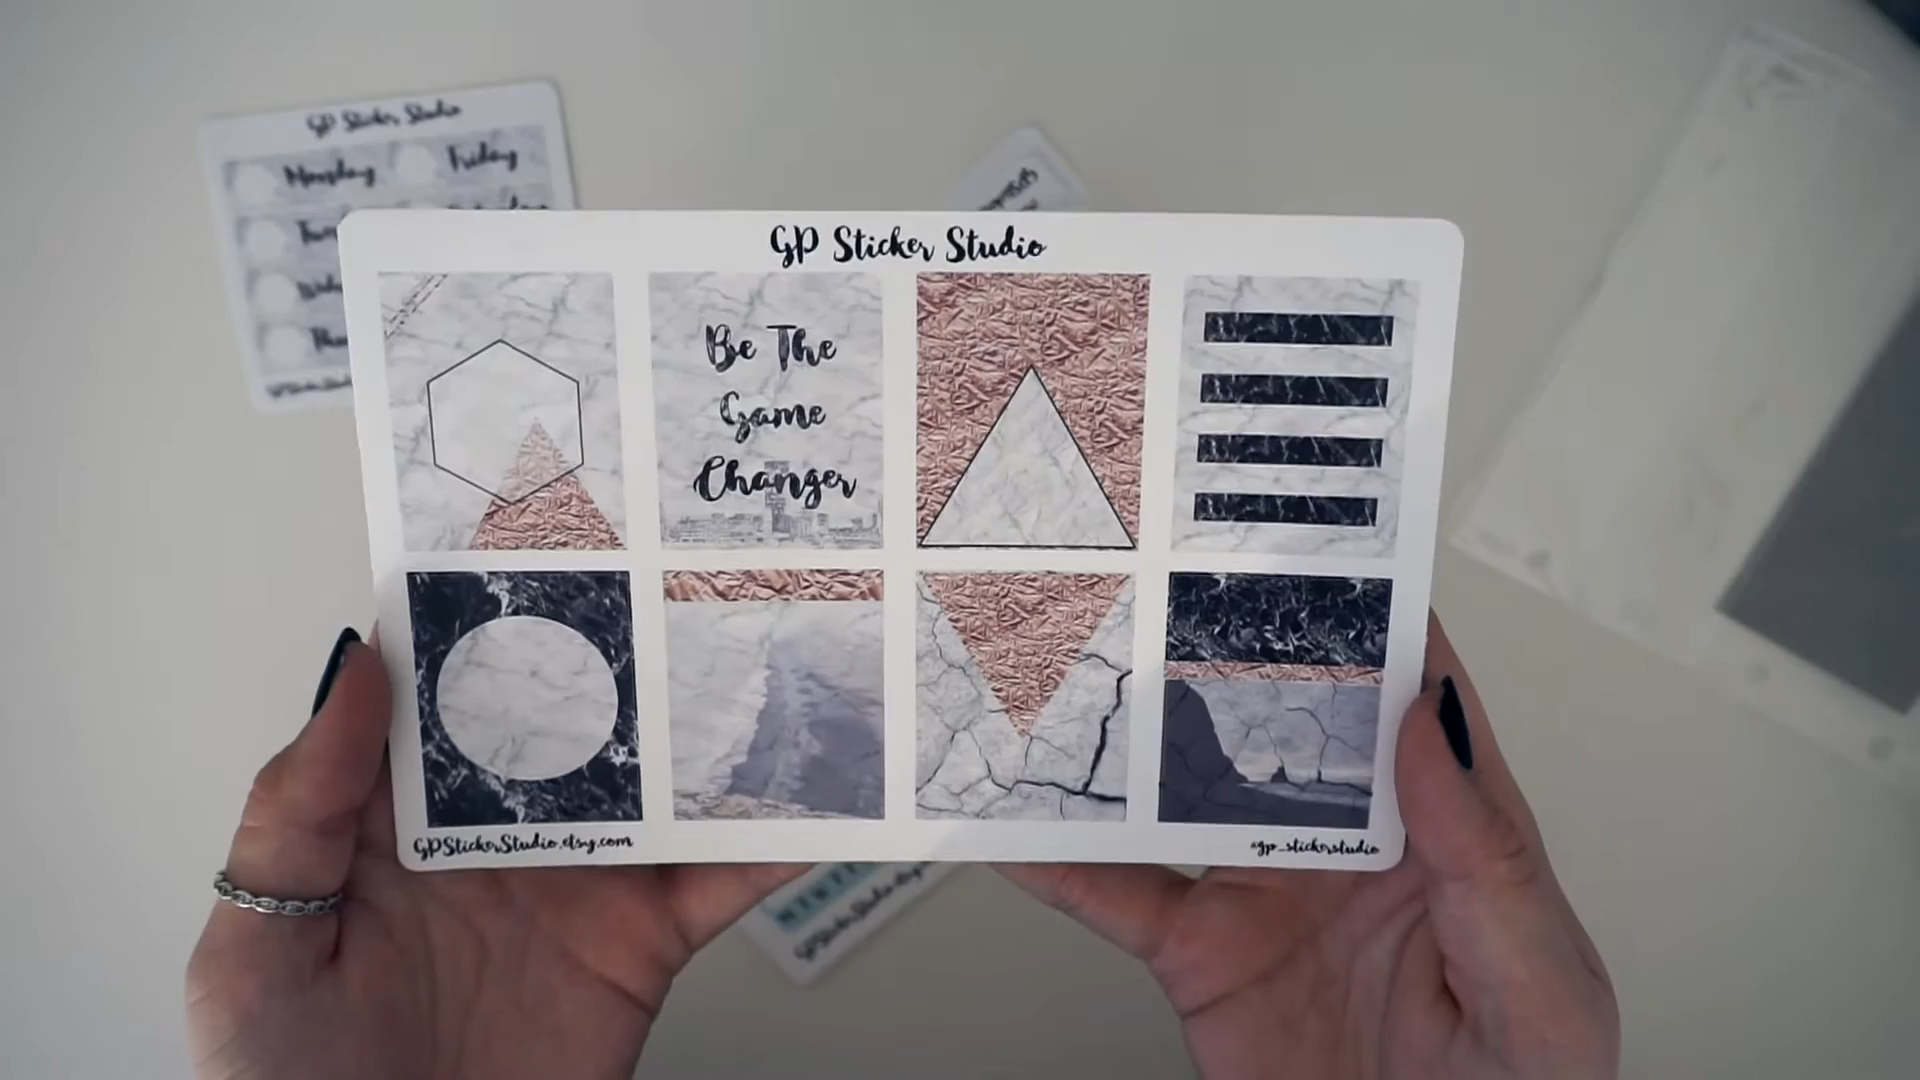 GP Sticker Studio
Monday
Friday
GP Sticker Studio
Be The
Game
Changer
GPStickerStudio.etsy.com
@gp_stickerstudio